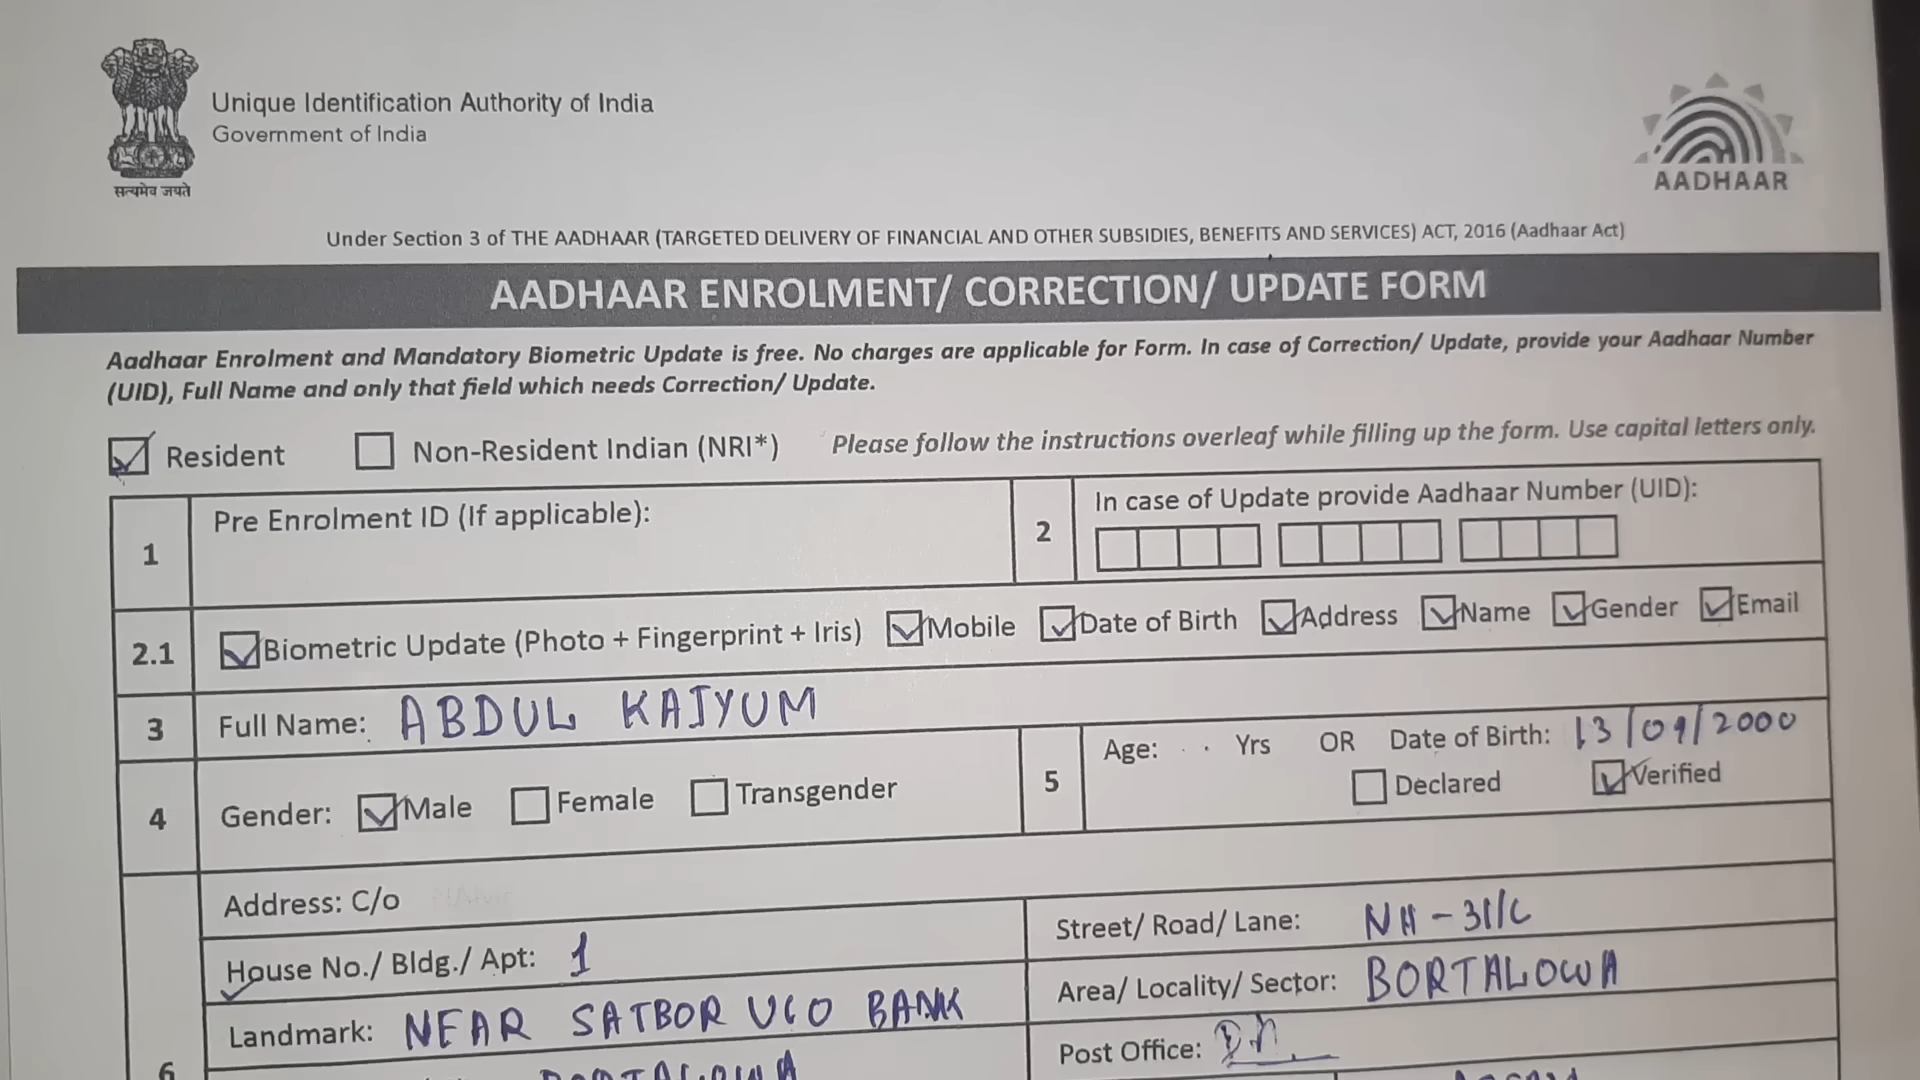 Unique Identification Authority of India
Government of India
सत्यमेव जयते
AADHAAR
Under Section 3 of THE AADHAAR (TARGETED DELIVERY OF FINANCIAL AND OTHER SUBSIDIES, BENEFITS AND SERVICES) ACT, 2016 (Aadhaar Act)
AADHAAR ENROLMENT/ CORRECTION/ UPDATE FORM
Aadhaar Enrolment and Mandatory Biometric Update is free. No charges are applicable for Form. In case of Correction/ Update, provide your Aadhaar Number
(UID), Full Name and only that field which needs Correction/ Update.
Resident Non-Resident Indian (NRI*) Please follow the instructions overleaf while filling up the form. Use capital letters only.
1 Pre Enrolment ID (If applicable):
2 In case of Update provide Aadhaar Number (UID):
2.1 Biometric Update (Photo + Fingerprint + Iris) Mobile Date of Birth Address Name Gender Email
3 Full Name: ABDUL KAIYUM
4 Gender: Male Female Transgender
5 Age: Yrs OR Date of Birth: 13/09/2000
Declared Verified
6
Address: C/o
House No./ Bldg./ Apt: 1
Street/ Road/ Lane: NH-31/C
Landmark: NEAR SATBOR UCO BANK
Area/ Locality/ Sector: BORTALOWA
Post Office:
BORTALOWA